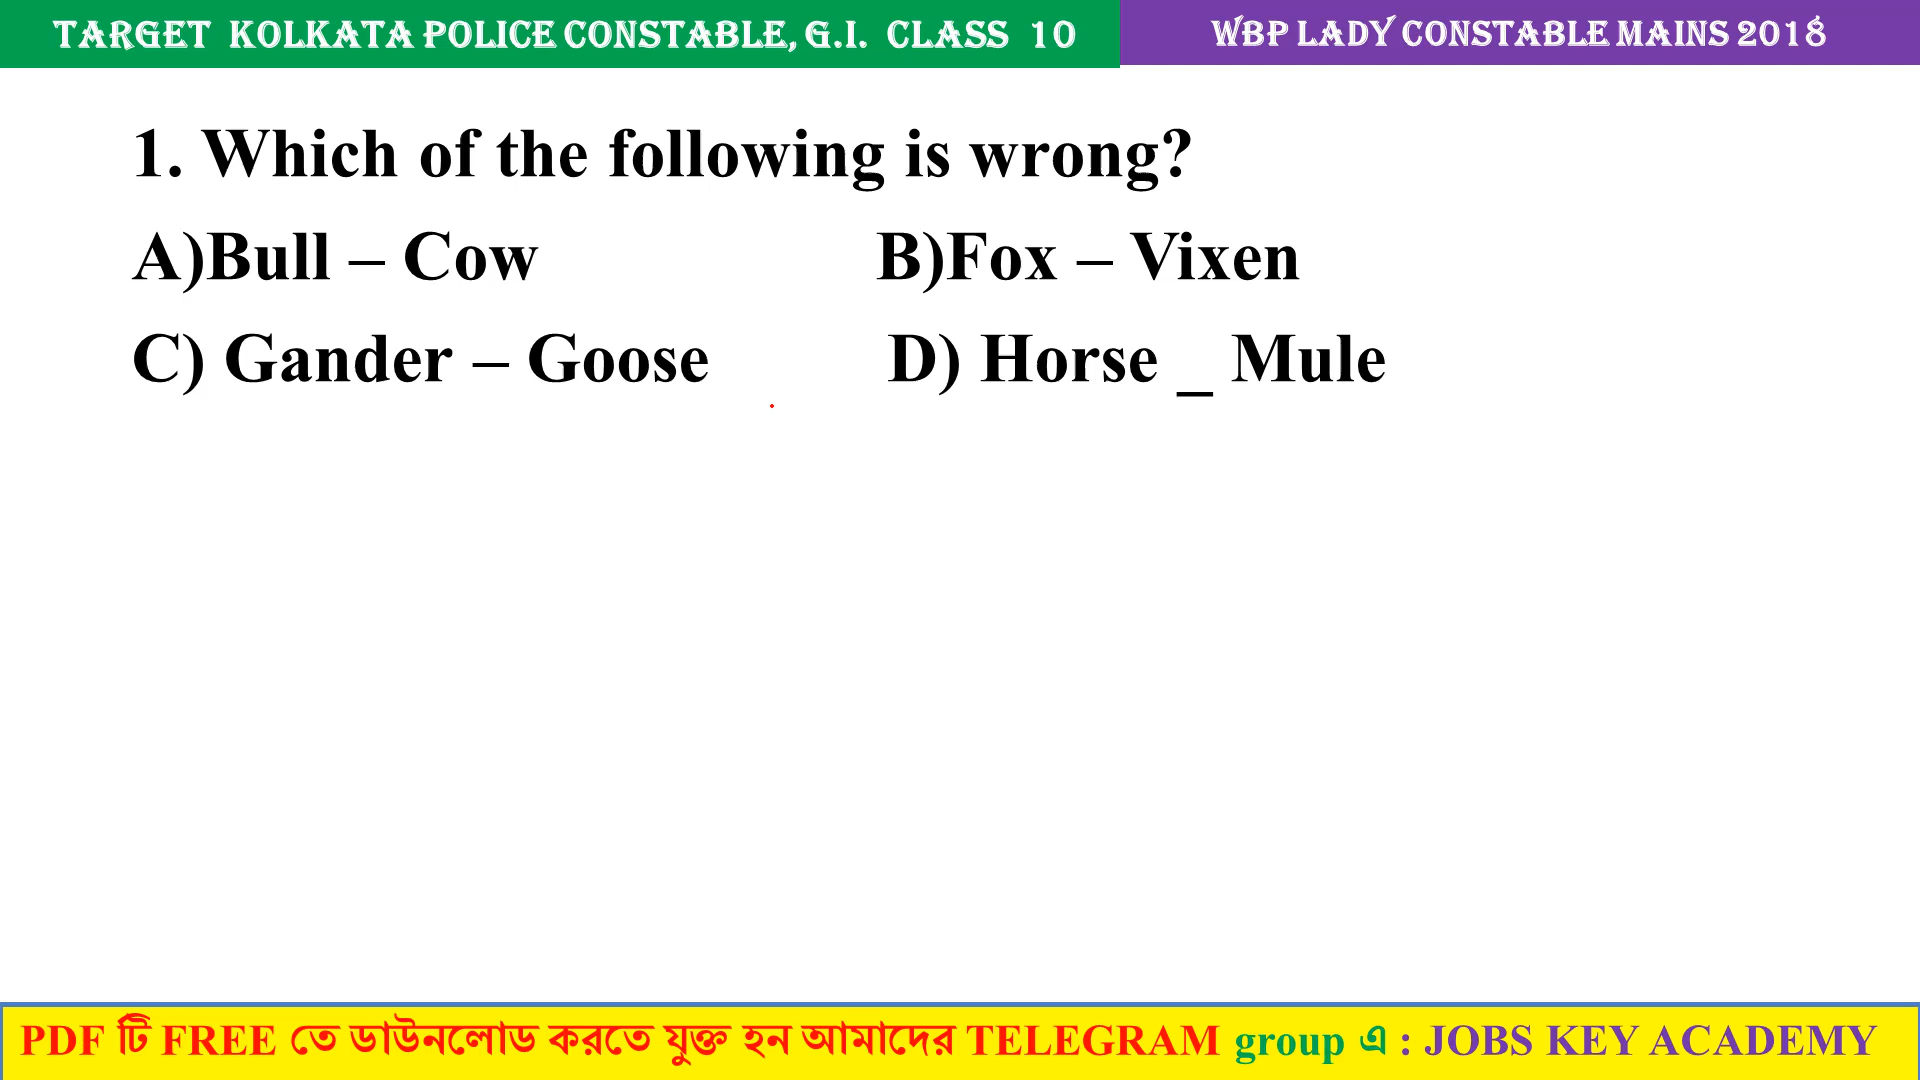 TARGET KOLKATA POLICE CONSTABLE, G.I. CLASS 10
WBP LADY CONSTABLE MAINS 2018
1. Which of the following is wrong?
A)Bull – Cow B)Fox – Vixen
C) Gander – Goose D) Horse _ Mule
PDF টি FREE তে ডাউনলোড করতে যুক্ত হন আমাদের TELEGRAM group এ : JOBS KEY ACADEMY